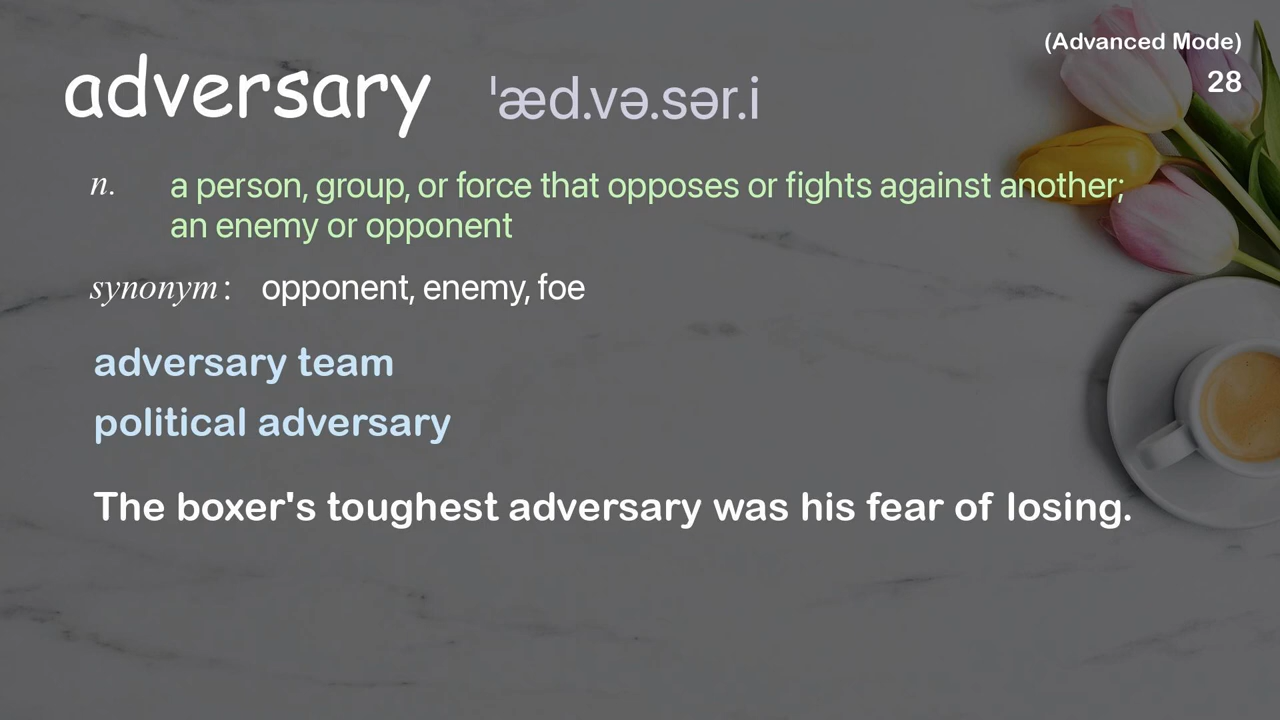 (Advanced Mode)
28
adversary ˈæd.və.sər.i
n. a person, group, or force that opposes or fights against another;
an enemy or opponent
synonym : opponent, enemy, foe
adversary team
political adversary
The boxer's toughest adversary was his fear of losing.